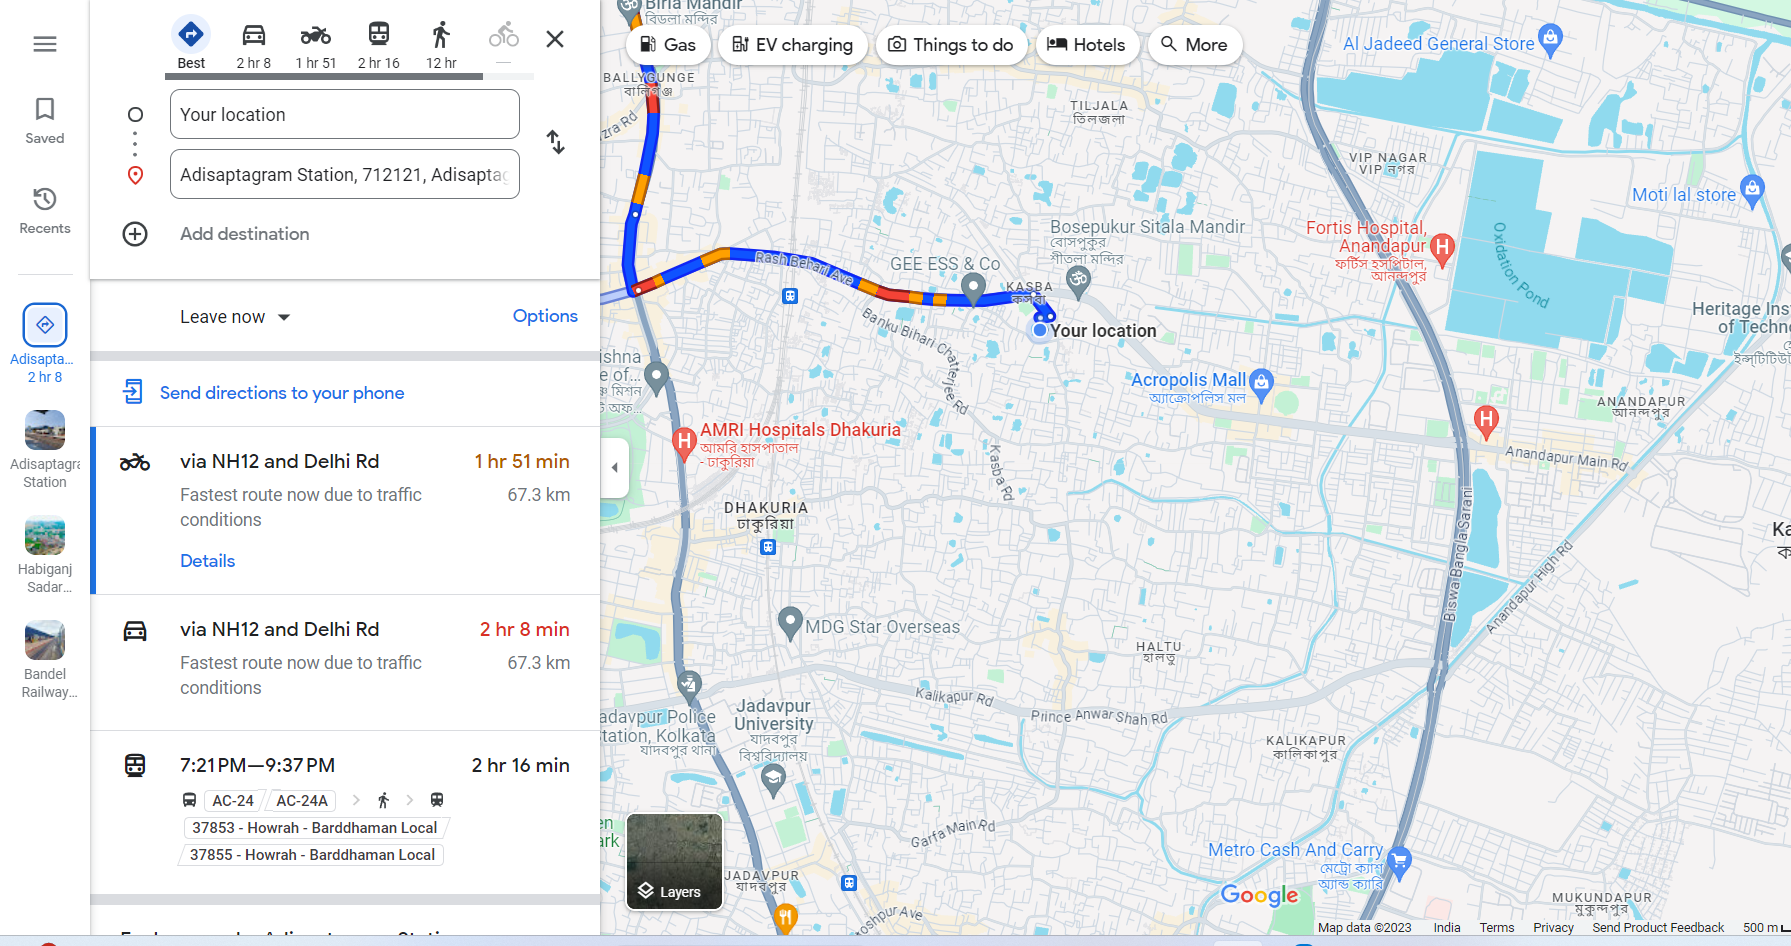 Saved
Recents
Adisapta...
2 hr 8
Adisaptagra
Station
Habiganj
Sadar...
Bandel
Railway...
Best
2 hr 8
1 hr 51
2 hr 16
12 hr
Your location
Adisaptagram Station, 712121, Adisaptag
Add destination
Leave now
Options
Send directions to your phone
via NH12 and Delhi Rd
1 hr 51 min
Fastest route now due to traffic
67.3 km
conditions
Details
via NH12 and Delhi Rd
2 hr 8 min
Fastest route now due to traffic
67.3 km
conditions
7:21 PM—9:37 PM
2 hr 16 min
AC-24
AC-24A
37853 - Howrah - Barddhaman Local
37855 - Howrah - Barddhaman Local
Gas
EV charging
Things to do
Hotels
More
Birla Mandir
বিড়লা মন্দির
BALLYGUNGE
বালিগঞ্জ
zra Rd
TILJALA
তিলজলা
Al Jadeed General Store
VIP NAGAR
VIP নগর
Moti lal store
Fortis Hospital,
Anandapur
ফর্টিস হসপিটাল,
আনন্দপুর
Oxidation Pond
Bosepukur Sitala Mandir
বোসপুকুর
শীতলা মন্দির
GEE ESS & Co
Rash Behari Ave
KASBA
কসবা
Your location
Banku Bihari Chatterjee Rd
Heritage Inst
of Techno
Acropolis Mall
অ্যাক্রোপলিস মল
ishna
e of...
ANANDAPUR
আনন্দপুর
AMRI Hospitals Dhakuria
আমরি হাসপাতাল
- ঢাকুরিয়া
Anandapur Main Rd
Kasba Rd
DHAKURIA
ঢাকুরিয়া
Biswa Bangla Sarani
Anandapur High Rd
MDG Star Overseas
HALTU
হালতু
Kalikapur Rd
Prince Anwar Shah Rd
Jadavpur
University
যাদবপুর
বিশ্ববিদ্যালয়
adavpur Police
tation, Kolkata
যাদবপুর থানা
KALIKAPUR
কালিকাপুর
en
ark
Garfa Main Rd
Layers
JADAVPUR
যাদবপুর
Metro Cash And Carry
মেট্রো ক্যাশ
অ্যান্ড ক্যারি
Google
MUKUNDAPUR
মুকুন্দপুর
Map data ©2023
India
Terms
Privacy
Send Product Feedback
500 m